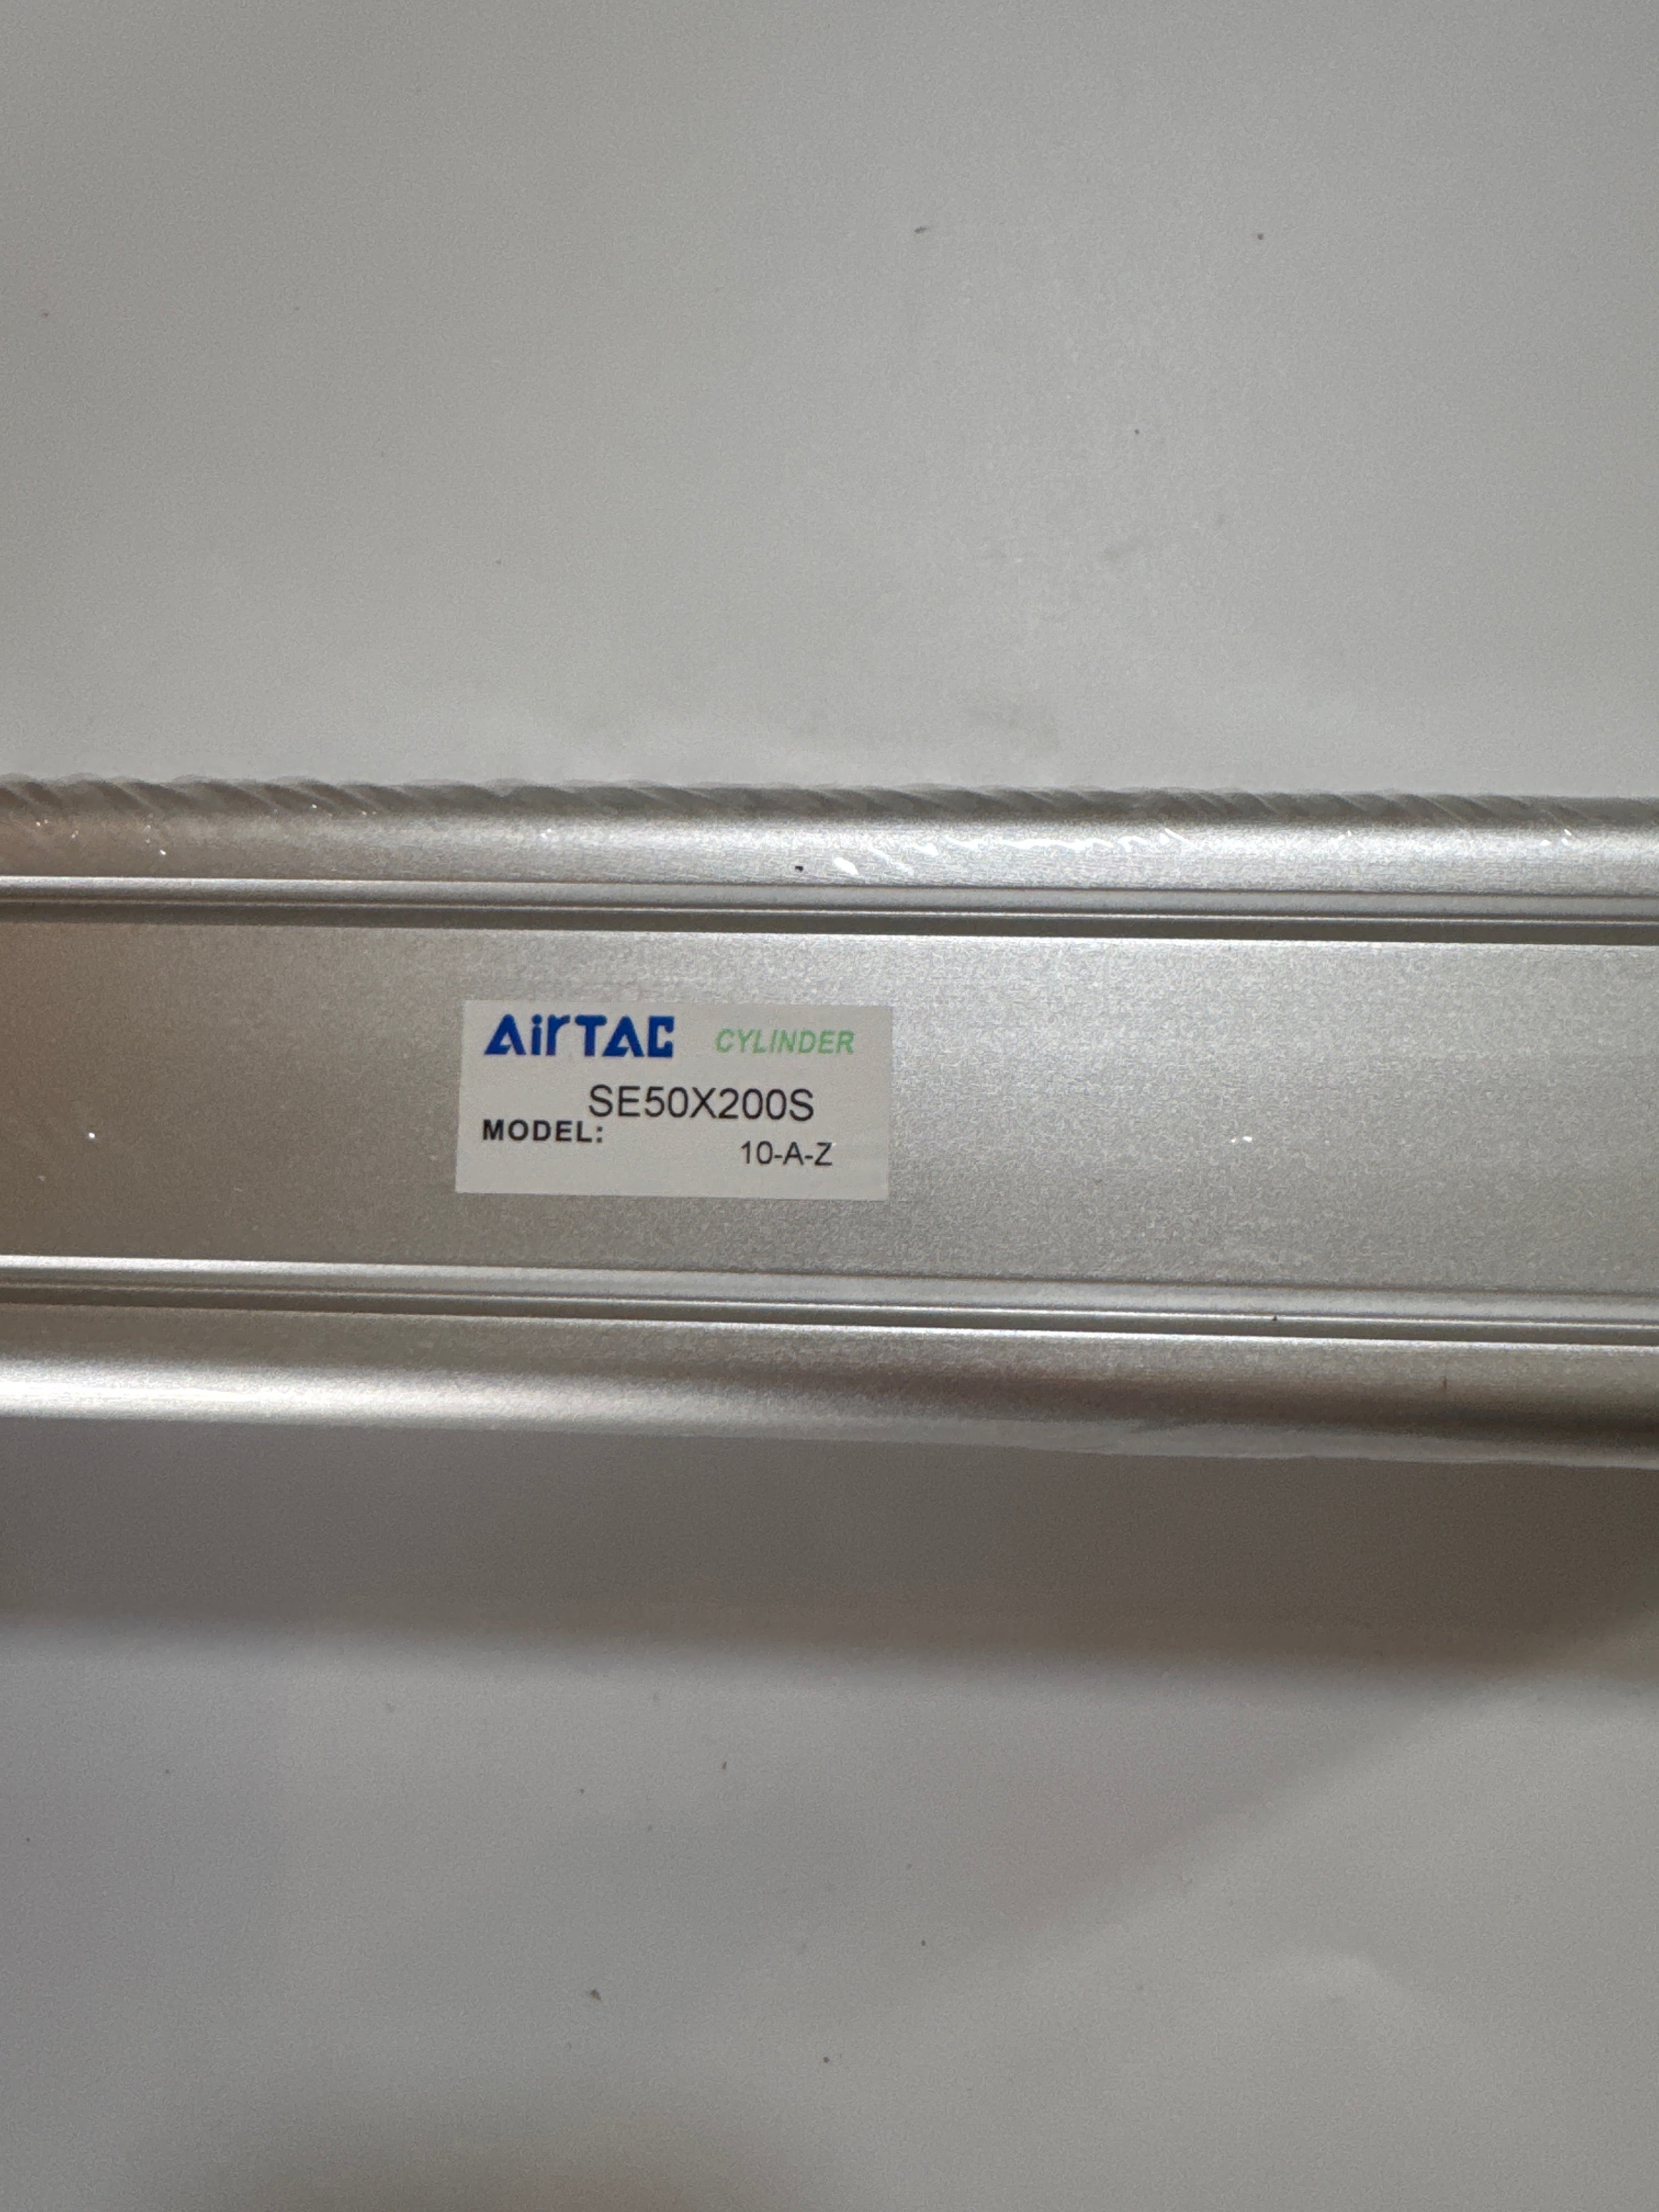 AirTAC CYLINDER
SE50X200S
MODEL:
10-A-Z